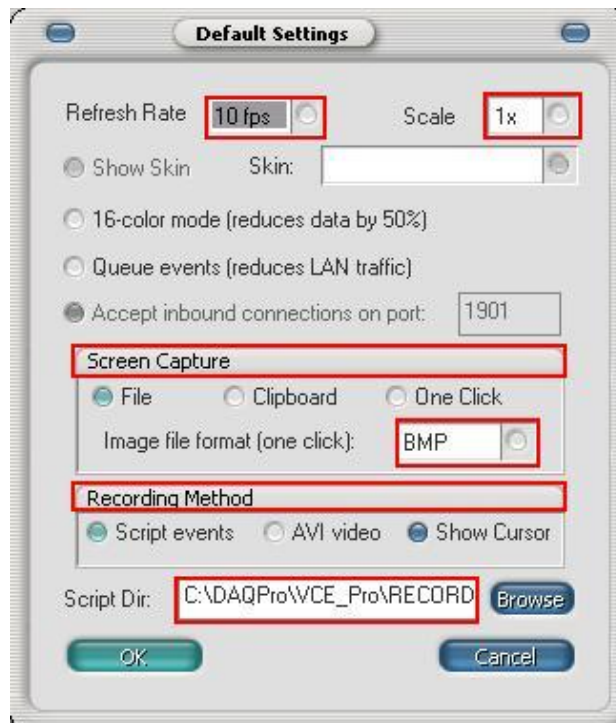 Default Settings
Refresh Rate 10 fps Scale 1x
Show Skin Skin:
16-color mode (reduces data by 50%)
Queue events (reduces LAN traffic)
Accept inbound connections on port: 1901
Screen Capture
File Clipboard One Click
Image file format (one click): BMP
Recording Method
Script events AVI video Show Cursor
Script Dir: C:\DAQPro\VCE_Pro\RECORD Browse
OK Cancel